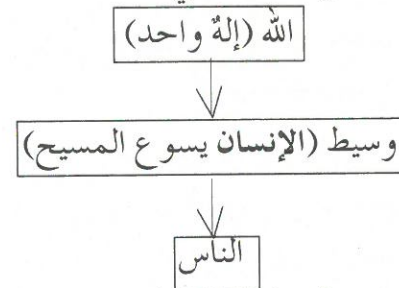 الله (إلهٌ واحد)
وسيط (الإنسان يسوع المسيح)
الناس